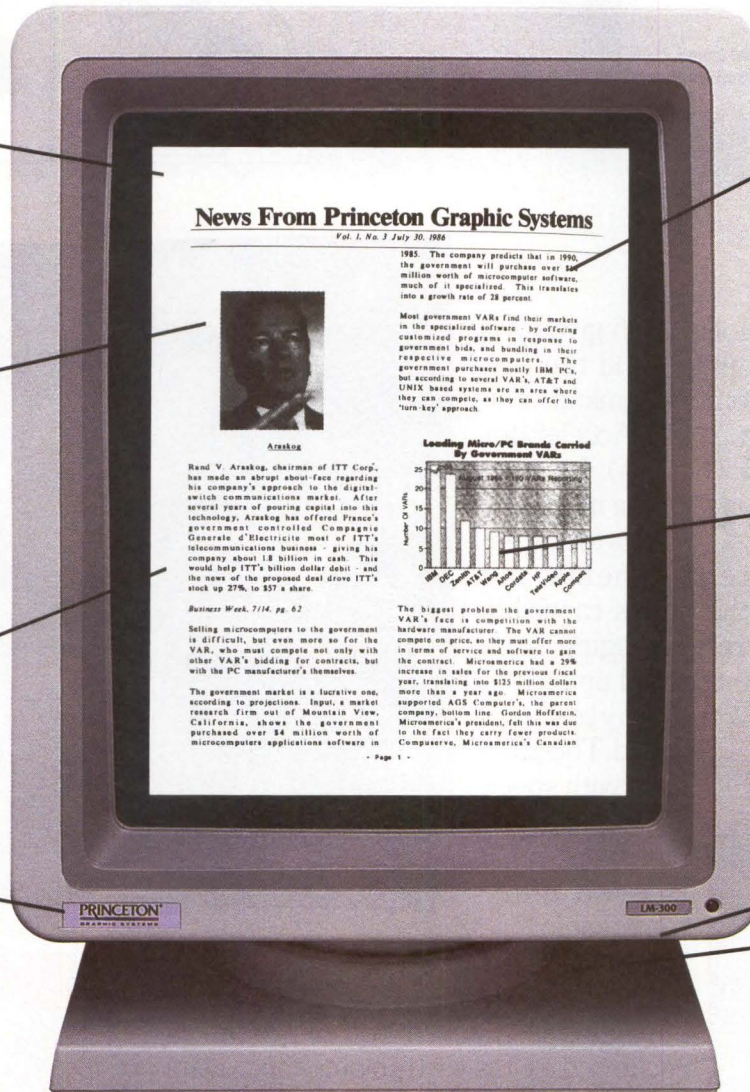 News From Princeton Graphic Systems
Vol. 1, No. 3 July 30, 1986
Araskog
Rand V. Araskog, chairman of ITT Corp.,
has made an abrupt about-face regarding
his company's approach to the digital-
switch communications market. After
several years of pouring capital into this
technology, Araskog has offered France's
government controlled Compagnie
Generale d'Electricite most of ITT's
telecommunications business - giving his
company about 1.8 billion in cash. This
would help ITT's billion dollar debit - and
the news of the proposed deal drove ITT's
stock up 27%, to $57 a share.
Business Week, 7/14, pg. 62
Selling microcomputers to the government
is difficult, but even more so for the
VAR, who must compete not only with
other VAR's bidding for contracts, but
with the PC manufacturer's themselves.
The government market is a lucrative one,
according to projections. Input, a market
research firm out of Mountain View,
California, shows the government
purchased over $4 million worth of
microcomputers applications software in
1985. The company predicts that in 1990,
the government will purchase over
million worth of microcomputer software,
much of it specialized. This translates
into a growth rate of 28 percent.
Most government VARs find their markets
in the specialized software - by offering
customized programs in response to
government bids, and bundling in their
respective microcomputers. The
government purchases mostly IBM PCs,
but according to several VAR's, AT&T and
UNIX based systems are an area where
they can compete, as they can offer the
'turn-key' approach.
Leading Micro/PC Brands Carried
By Government VARs
August 1986 190 VARs Reporting
Number Of VARs
25
20
15
10
5
0
IBM
DEC
Zenith
AT&T
Wang
Altos
Cordata
HP
TeleVideo
Apple
Compaq
The biggest problem the government
VAR's face is competition with the
hardware manufacturer. The VAR cannot
compete on price, so they must offer more
in terms of service and software to gain
the contract. Microamerica had a 29%
increase in sales for the previous fiscal
year, translating into $125 million dollars
more than a year ago. Microamerica
supported AGS Computer's, the parent
company, bottom line. Gordon Hoffstein,
Microamerica's president, felt this was due
to the fact they carry fewer products.
Compuserve, Microamerica's Canadian
- Page 1 -
PRINCETON
GRAPHIC SYSTEMS
LM-300